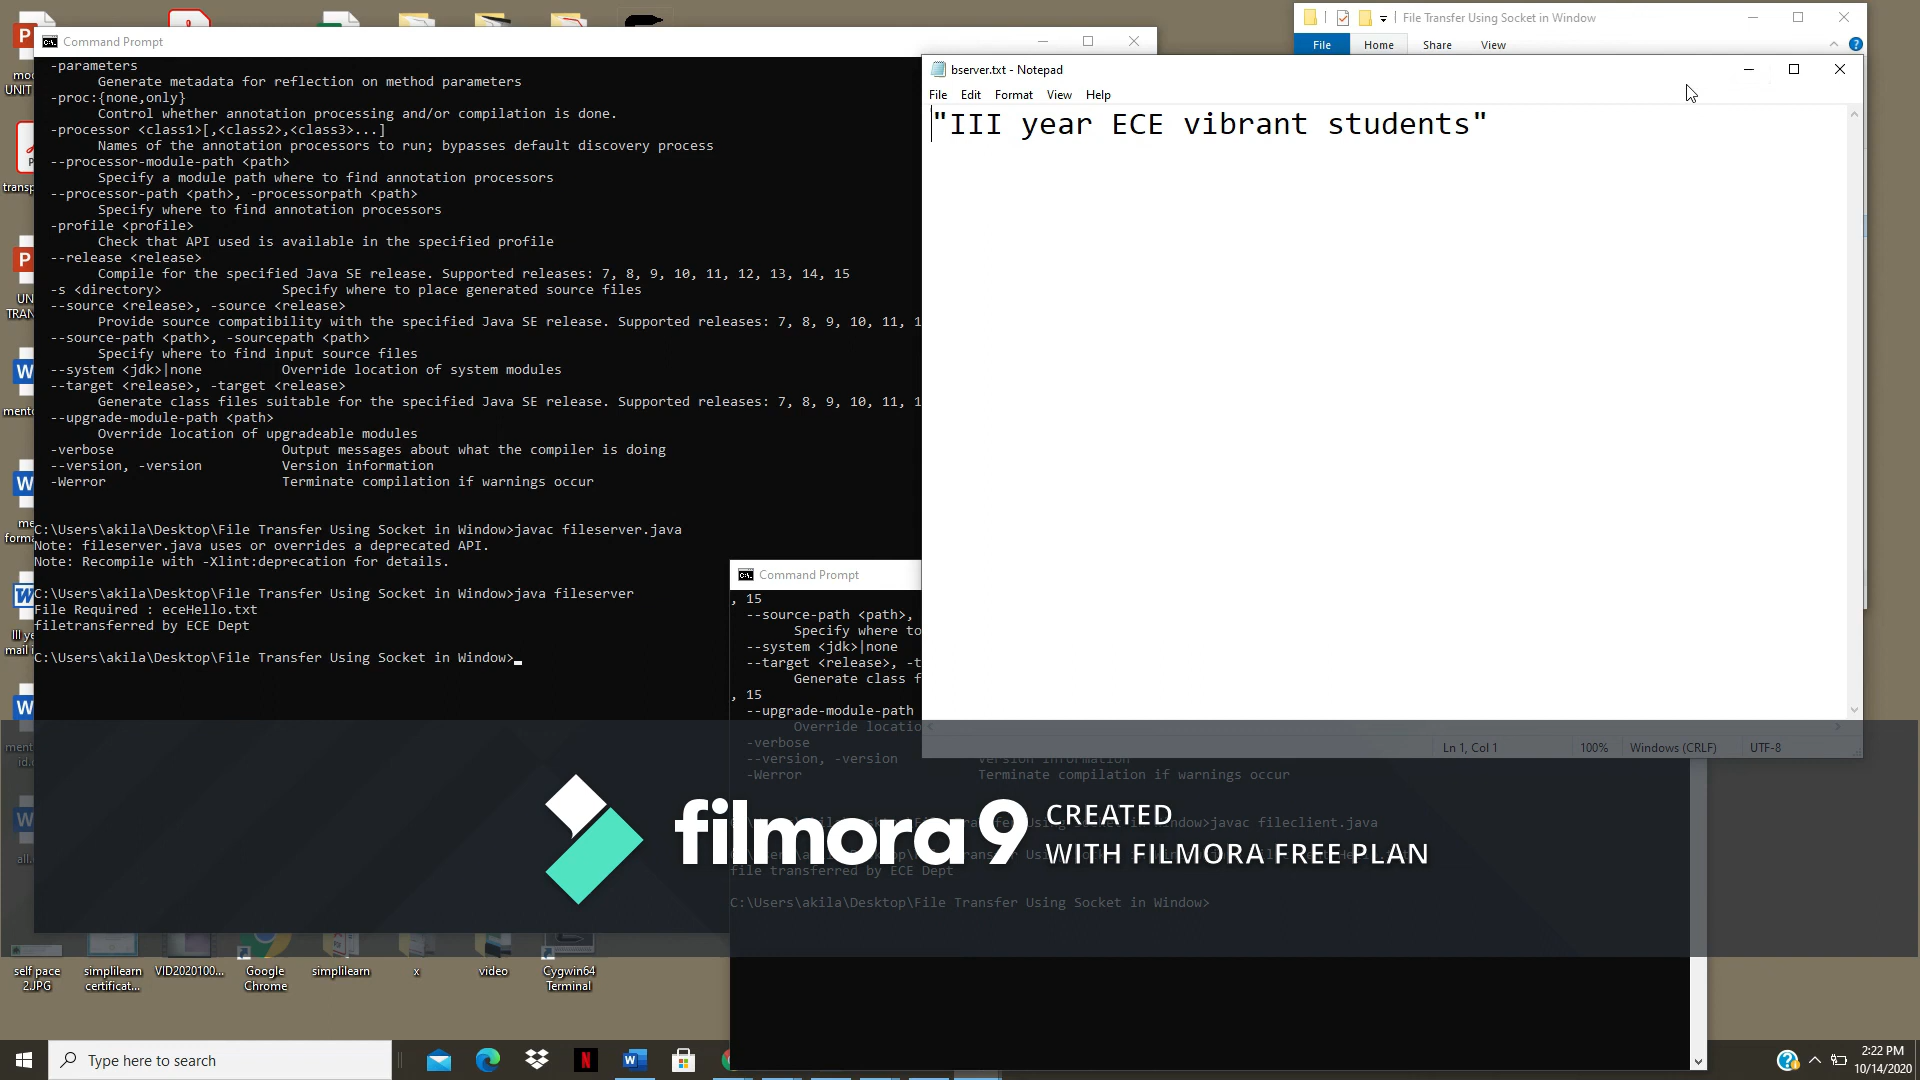 Command Prompt
-parameters
Generate metadata for reflection on method parameters
-proc:{none,only}
Control whether annotation processing and/or compilation is done.
-processor <class1>[,<class2>,<class3>...]
Names of the annotation processors to run; bypasses default discovery process
--processor-module-path <path>
Specify a module path where to find annotation processors
--processor-path <path>, -processorpath <path>
Specify where to find annotation processors
-profile <profile>
Check that API used is available in the specified profile
--release <release>
Compile for the specified Java SE release. Supported releases: 7, 8, 9, 10, 11, 12, 13, 14, 15
-s <directory> Specify where to place generated source files
--source <release>, -source <release>
Provide source compatibility with the specified Java SE release. Supported releases: 7, 8, 9, 10, 11, 1
--source-path <path>, -sourcepath <path>
Specify where to find input source files
--system <jdk>|none Override location of system modules
--target <release>, -target <release>
Generate class files suitable for the specified Java SE release. Supported releases: 7, 8, 9, 10, 11, 1
--upgrade-module-path <path>
Override location of upgradeable modules
-verbose Output messages about what the compiler is doing
--version, -version Version information
-Werror Terminate compilation if warnings occur
C:\Users\akila\Desktop\File Transfer Using Socket in Window>javac fileserver.java
Note: fileserver.java uses or overrides a deprecated API.
Note: Recompile with -Xlint:deprecation for details.
C:\Users\akila\Desktop\File Transfer Using Socket in Window>java fileserver
File Required : eceHello.txt
filetransferred by ECE Dept
C:\Users\akila\Desktop\File Transfer Using Socket in Window>
File Transfer Using Socket in Window
File Home Share View
bserver.txt - Notepad
File Edit Format View Help
"III year ECE vibrant students"
Ln 1, Col 1 100% Windows (CRLF) UTF-8
Command Prompt
, 15
--source-path <path>,
Specify where to
--system <jdk>|none
--target <release>, -t
Generate class f
, 15
--upgrade-module-path
Override locatio
-verbose
--version, -version Version information
-Werror Terminate compilation if warnings occur
Using Socket in Window>javac fileclient.java
file transferred by ECE Dept
C:\Users\akila\Desktop\File Transfer Using Socket in Window>
filmora9 CREATED
WITH FILMORA FREE PLAN
self pace
2.JPG
simplilearn
certificat...
VID2020100...
Google
Chrome
simplilearn
x
video
Cygwin64
Terminal
Type here to search
2:22 PM
10/14/2020